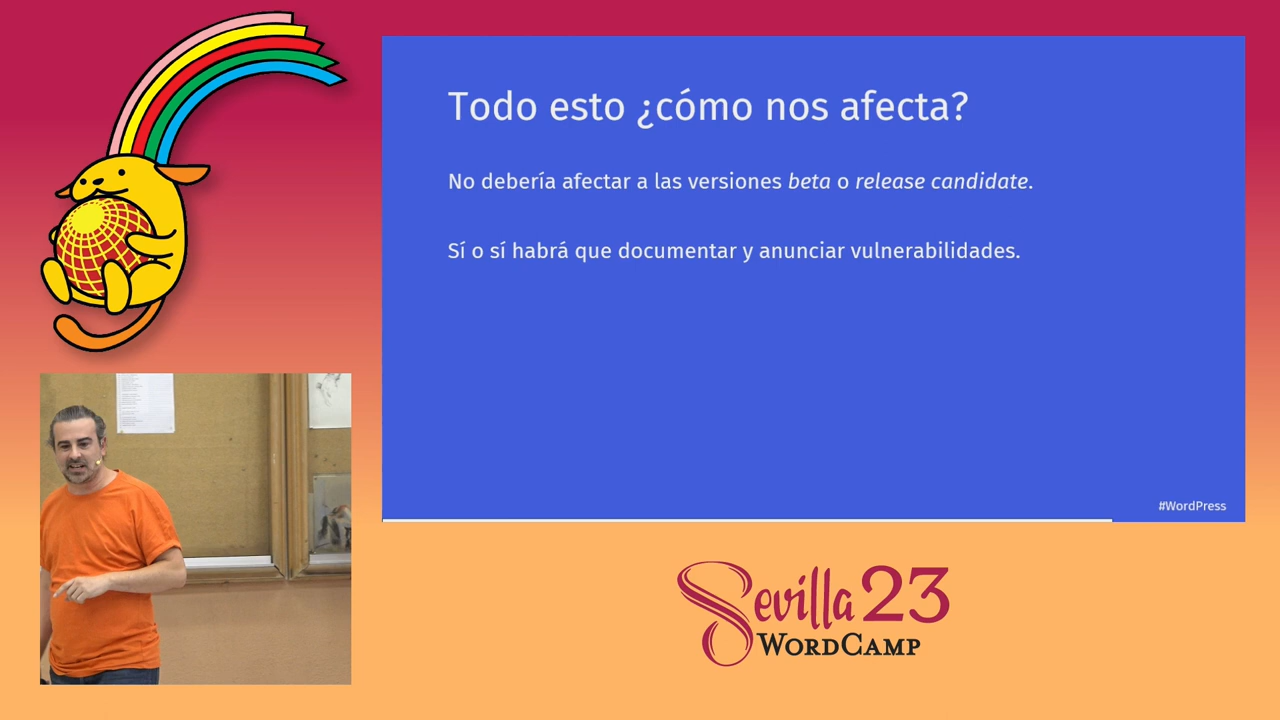 Todo esto ¿cómo nos afecta?
No debería afectar a las versiones beta o release candidate.
Sí o sí habrá que documentar y anunciar vulnerabilidades.
#WordPress
Sevilla 23
WORDCAMP